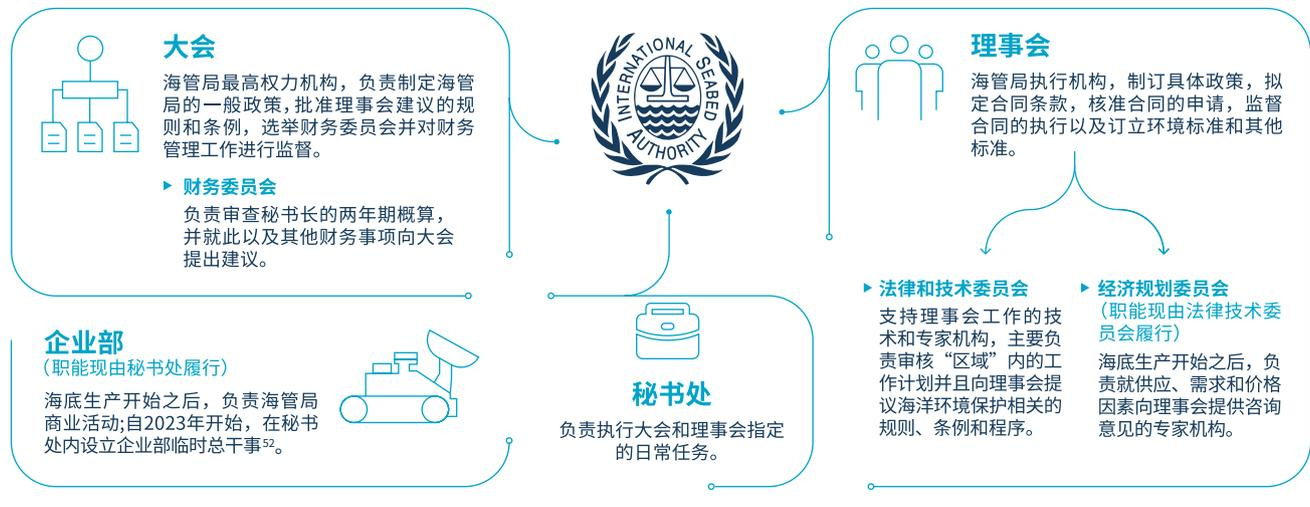 大会
海管局最高权力机构，负责制定海管
局的一般政策，批准理事会建议的规
则和条例，选举财务委员会并对财务
管理工作进行监督。
财务委员会
负责审查秘书长的两年期概算，
并就此以及其他财务事项向大会
提出建议。
企业部
（职能现由秘书处履行）
海底生产开始之后，负责海管局
商业活动;自2023年开始，在秘书
处内设立企业部临时总干事52。
INTERNATIONAL SEABED
AUTHORITY
秘书处
负责执行大会和理事会指定
的日常任务。
理事会
海管局执行机构，制订具体政策，拟
定合同条款，核准合同的申请，监督
合同的执行以及订立环境标准和其他
标准。
法律和技术委员会
支持理事会工作的技
术和专家机构，主要负
责审核“区域”内的工
作计划并且向理事会提
议海洋环境保护相关的
规则、条例和程序。
经济规划委员会
（职能现由法律技术委
员会履行）
海底生产开始之后，负
责就供应、需求和价格
因素向理事会提供咨询
意见的专家机构。